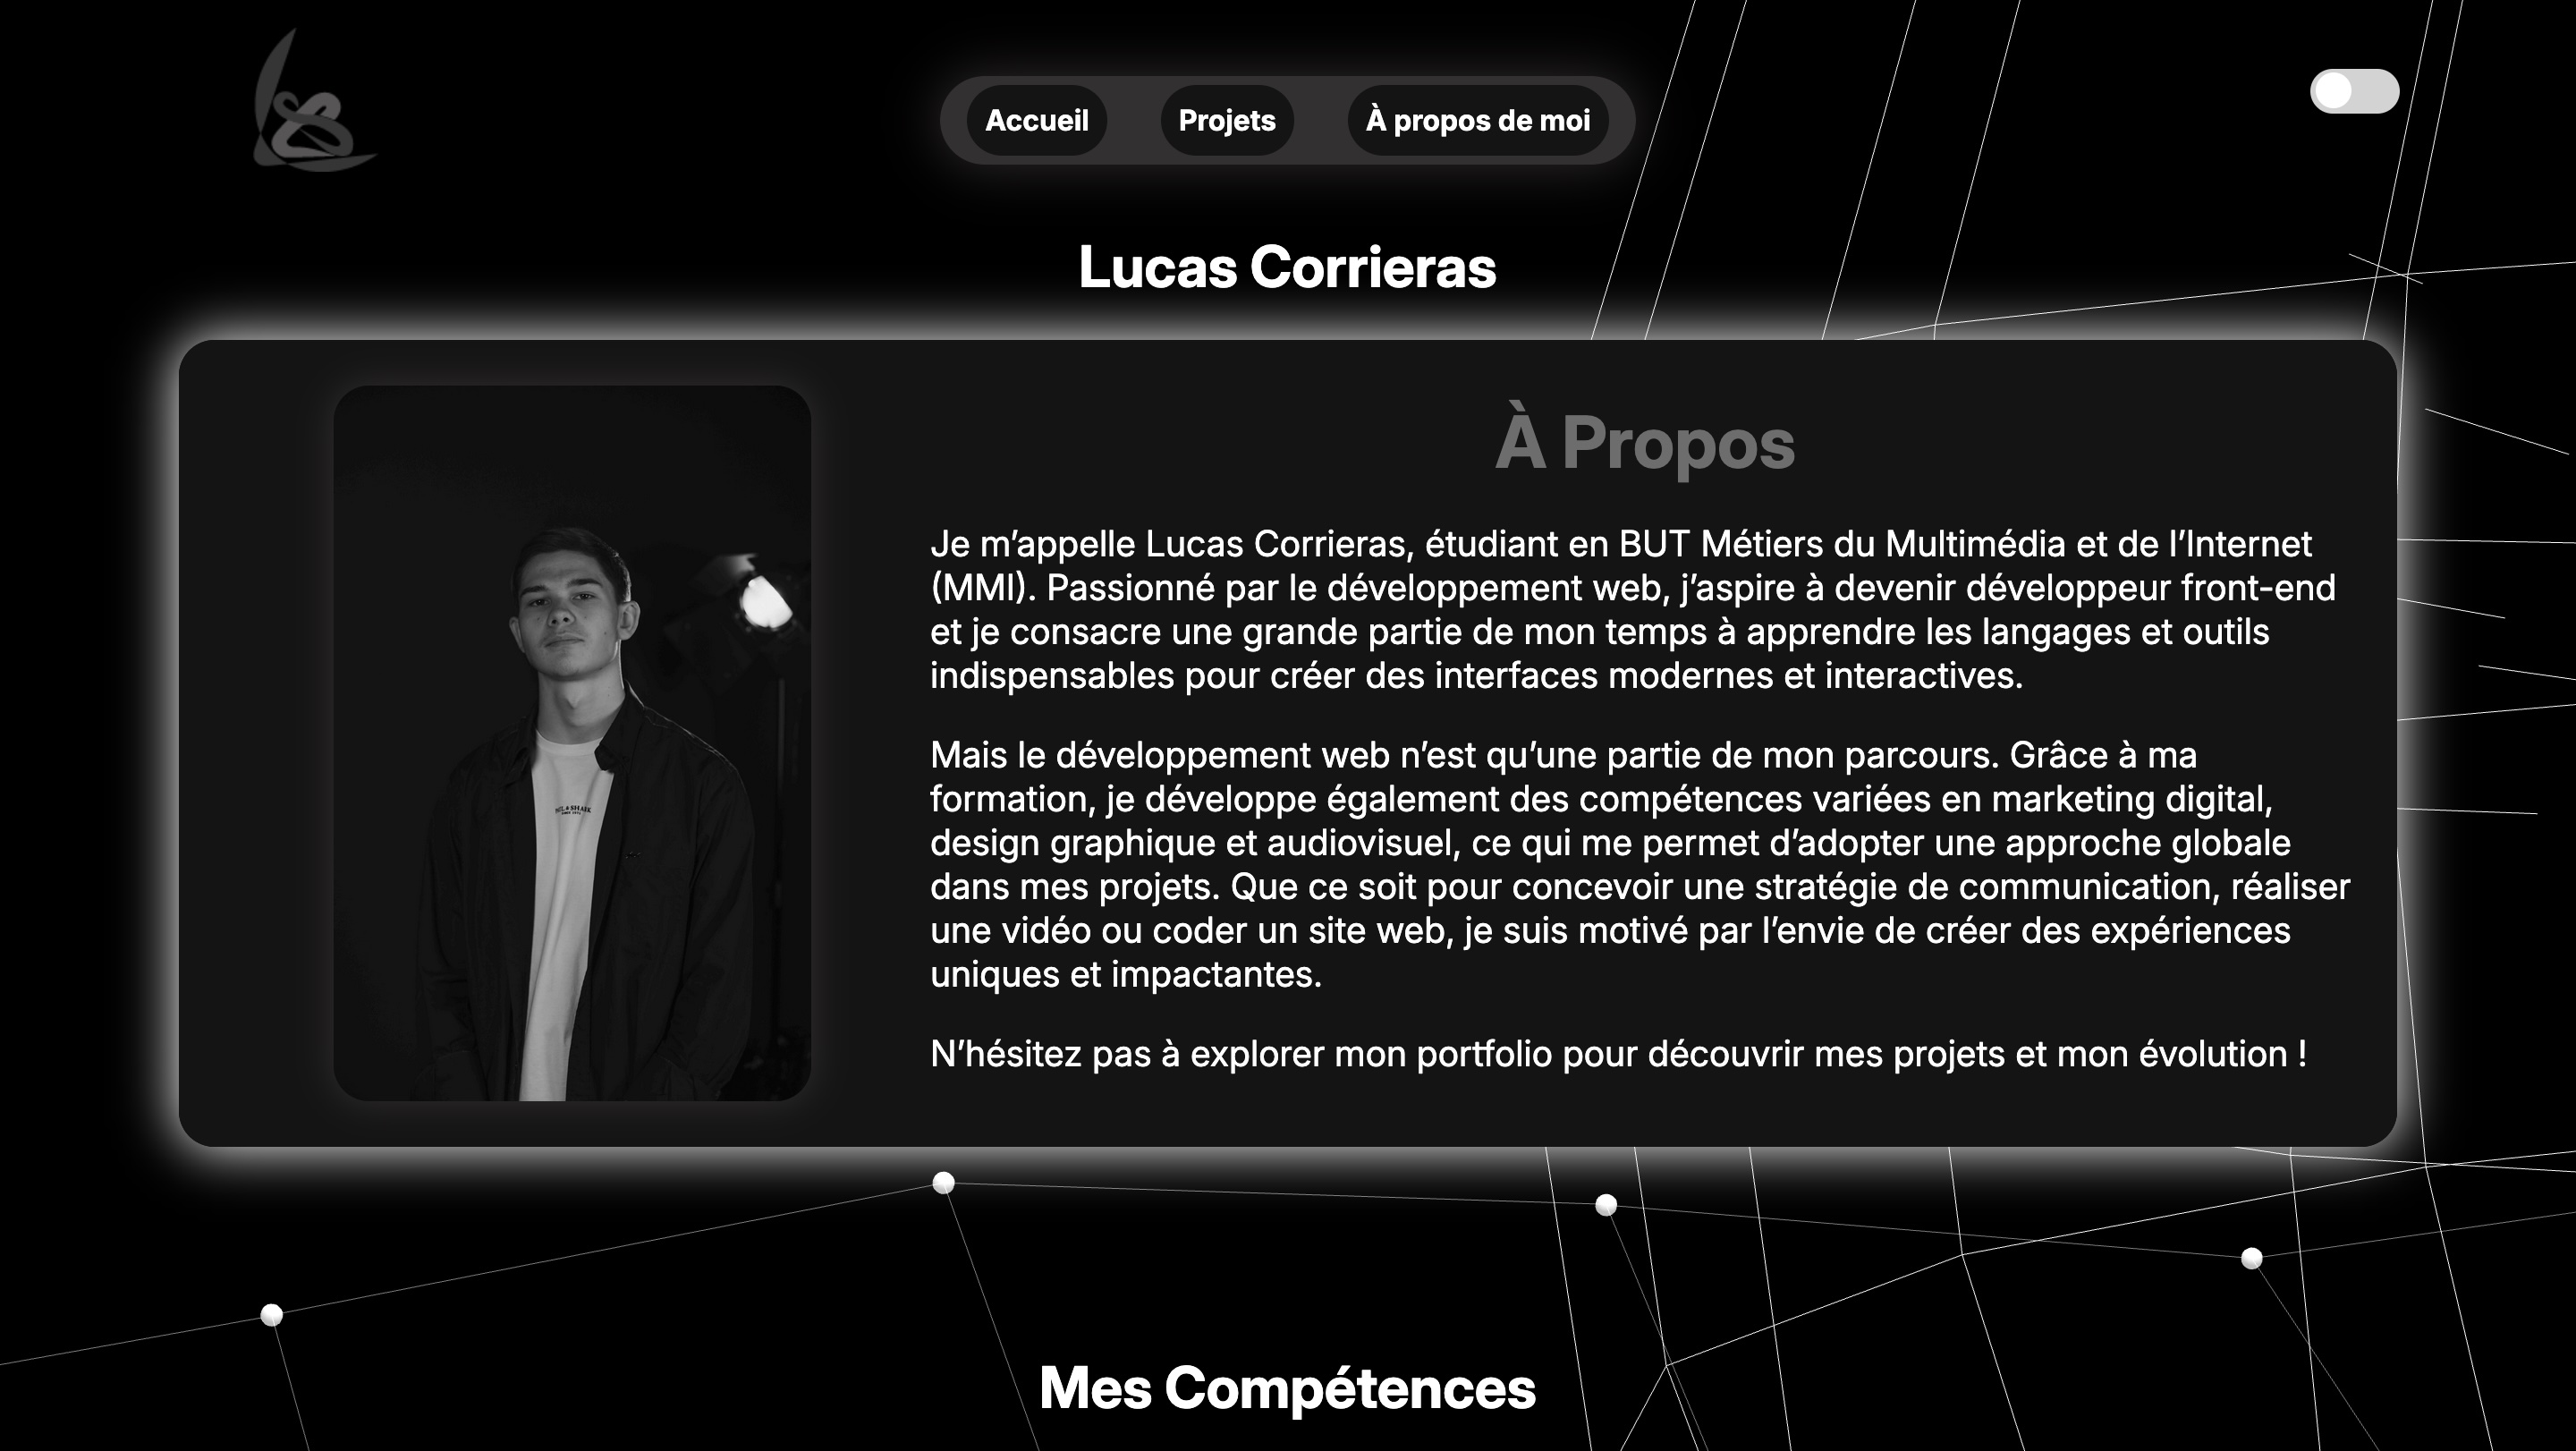 Accueil
Projets
À propos de moi
Lucas Corrieras
À Propos
Je m’appelle Lucas Corrieras, étudiant en BUT Métiers du Multimédia et de l’Internet
(MMI). Passionné par le développement web, j’aspire à devenir développeur front-end
et je consacre une grande partie de mon temps à apprendre les langages et outils
indispensables pour créer des interfaces modernes et interactives.
Mais le développement web n’est qu’une partie de mon parcours. Grâce à ma
formation, je développe également des compétences variées en marketing digital,
design graphique et audiovisuel, ce qui me permet d’adopter une approche globale
dans mes projets. Que ce soit pour concevoir une stratégie de communication, réaliser
une vidéo ou coder un site web, je suis motivé par l’envie de créer des expériences
uniques et impactantes.
N’hésitez pas à explorer mon portfolio pour découvrir mes projets et mon évolution !
Mes Compétences